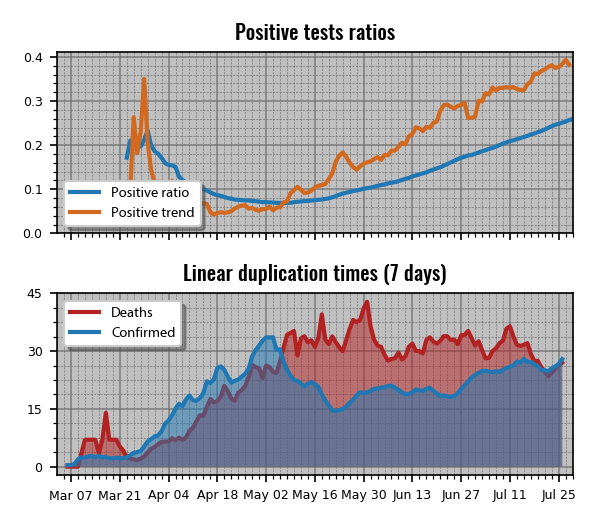 Positive tests ratios
0.4
0.3
0.2
0.1
0.0
Positive ratio
Positive trend
Linear duplication times (7 days)
45
30
15
0
Deaths
Confirmed
Mar 07 Mar 21 Apr 04 Apr 18 May 02 May 16 May 30 Jun 13 Jun 27 Jul 11 Jul 25